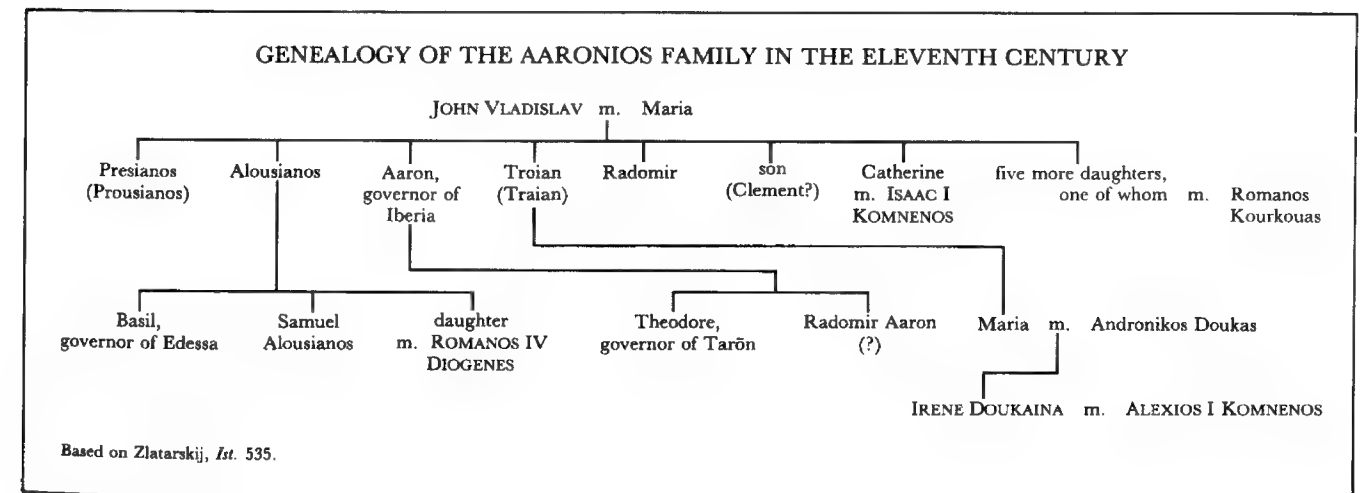 GENEALOGY OF THE AARONIOS FAMILY IN THE ELEVENTH CENTURY
JOHN VLADISLAV m. Maria
Presianos
(Prousianos)
Alousianos
Aaron,
governor of
Iberia
Troian
(Traian)
Radomir
son
(Clement?)
Catherine
m. ISAAC I
KOMNENOS
five more daughters,
one of whom m. Romanos
Kourkouas
Basil,
governor of Edessa
Samuel
Alousianos
daughter
m. ROMANOS IV
DIOGENES
Theodore,
governor of Tarōn
Radomir Aaron
(?)
Maria m. Andronikos Doukas
IRENE DOUKAINA m. ALEXIOS I KOMNENOS
Based on Zlatarskij, Ist. 535.